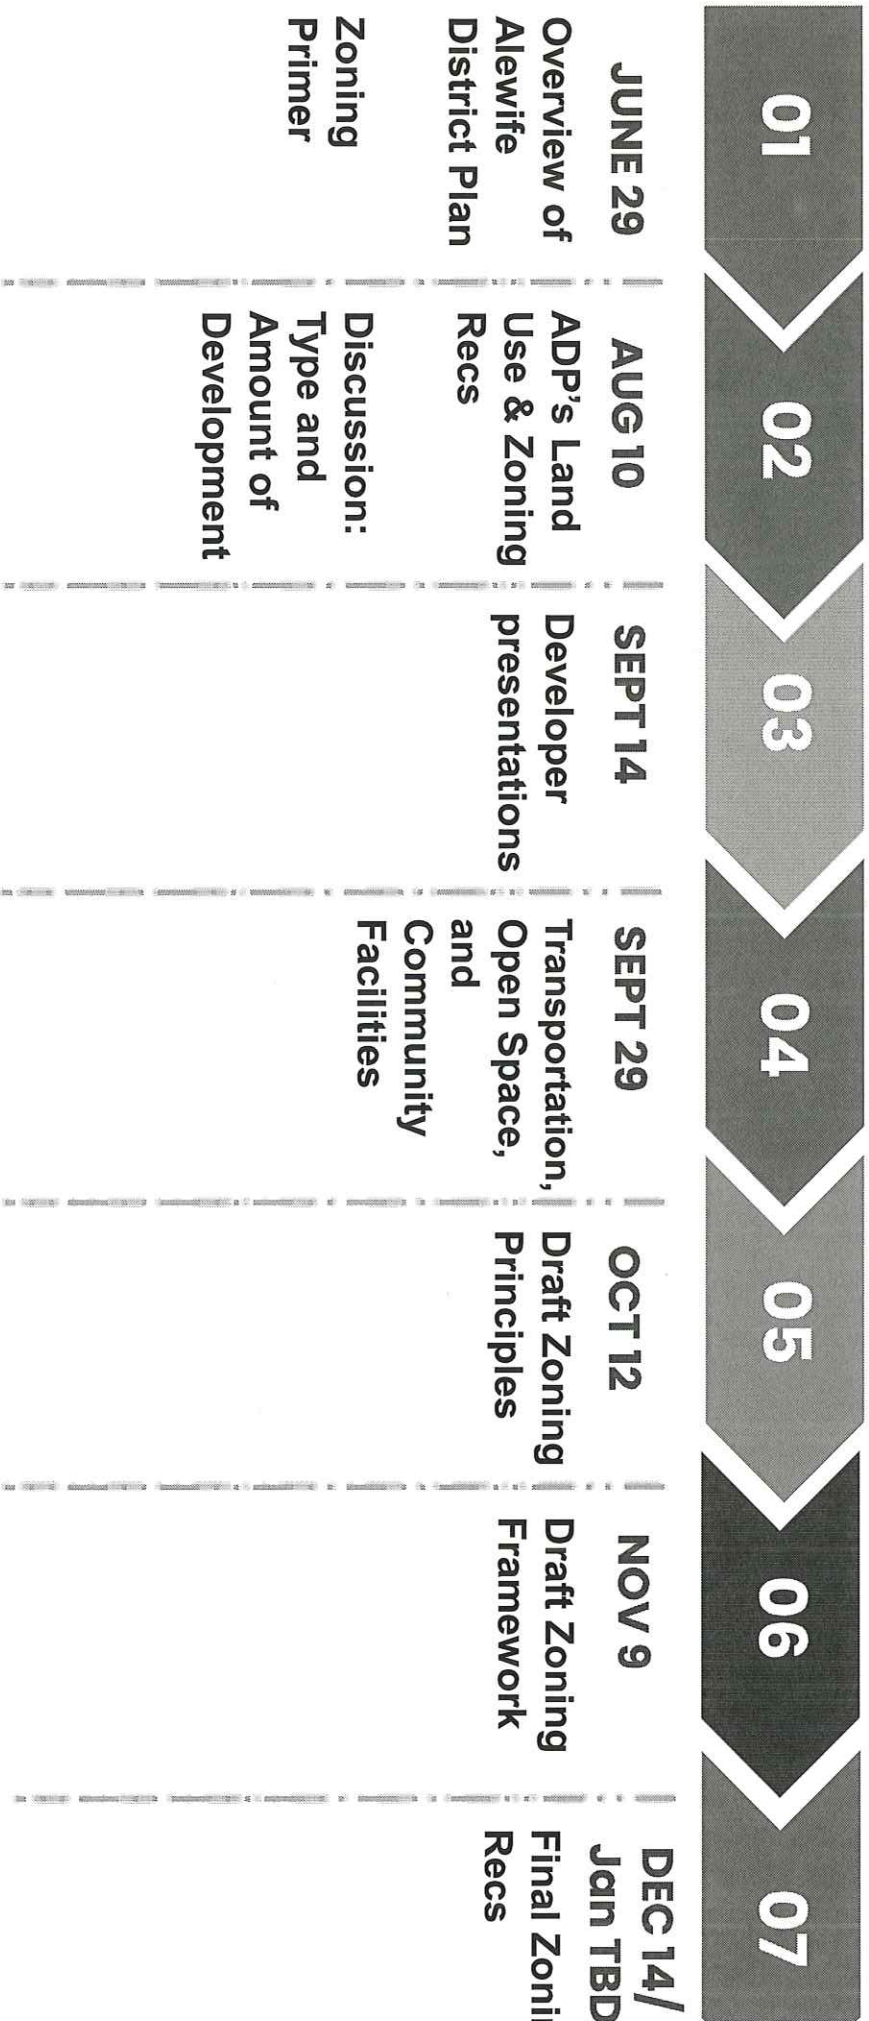 01
JUNE 29
Overview of
Alewife
District Plan
Zoning
Primer
02
AUG 10
ADP's Land
Use & Zoning
Recs
Discussion:
Type and
Amount of
Development
03
SEPT 14
Developer
presentations
04
SEPT 29
Transportation,
Open Space,
and
Community
Facilities
05
OCT 12
Draft Zoning
Principles
06
NOV 9
Draft Zoning
Framework
07
DEC 14/
Jan TBD
Final Zoni
Recs